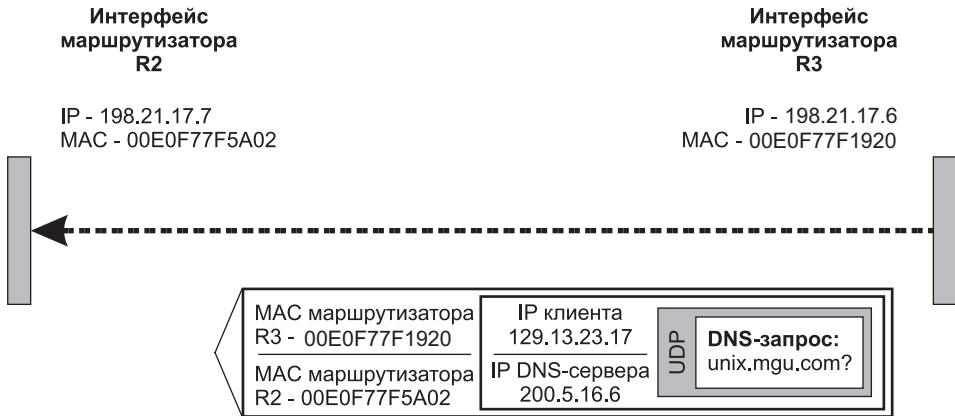 Интерфейс
маршрутизатора
R2
IP - 198.21.17.7
MAC - 00E0F77F5A02
Интерфейс
маршрутизатора
R3
IP - 198.21.17.6
MAC - 00E0F77F1920
МАС маршрутизатора
R3 - 00E0F77F1920
МАС маршрутизатора
R2 - 00E0F77F5A02
IP клиента
129.13.23.17
IP DNS-сервера
200.5.16.6
UDP
DNS-запрос:
unix.mgu.com?